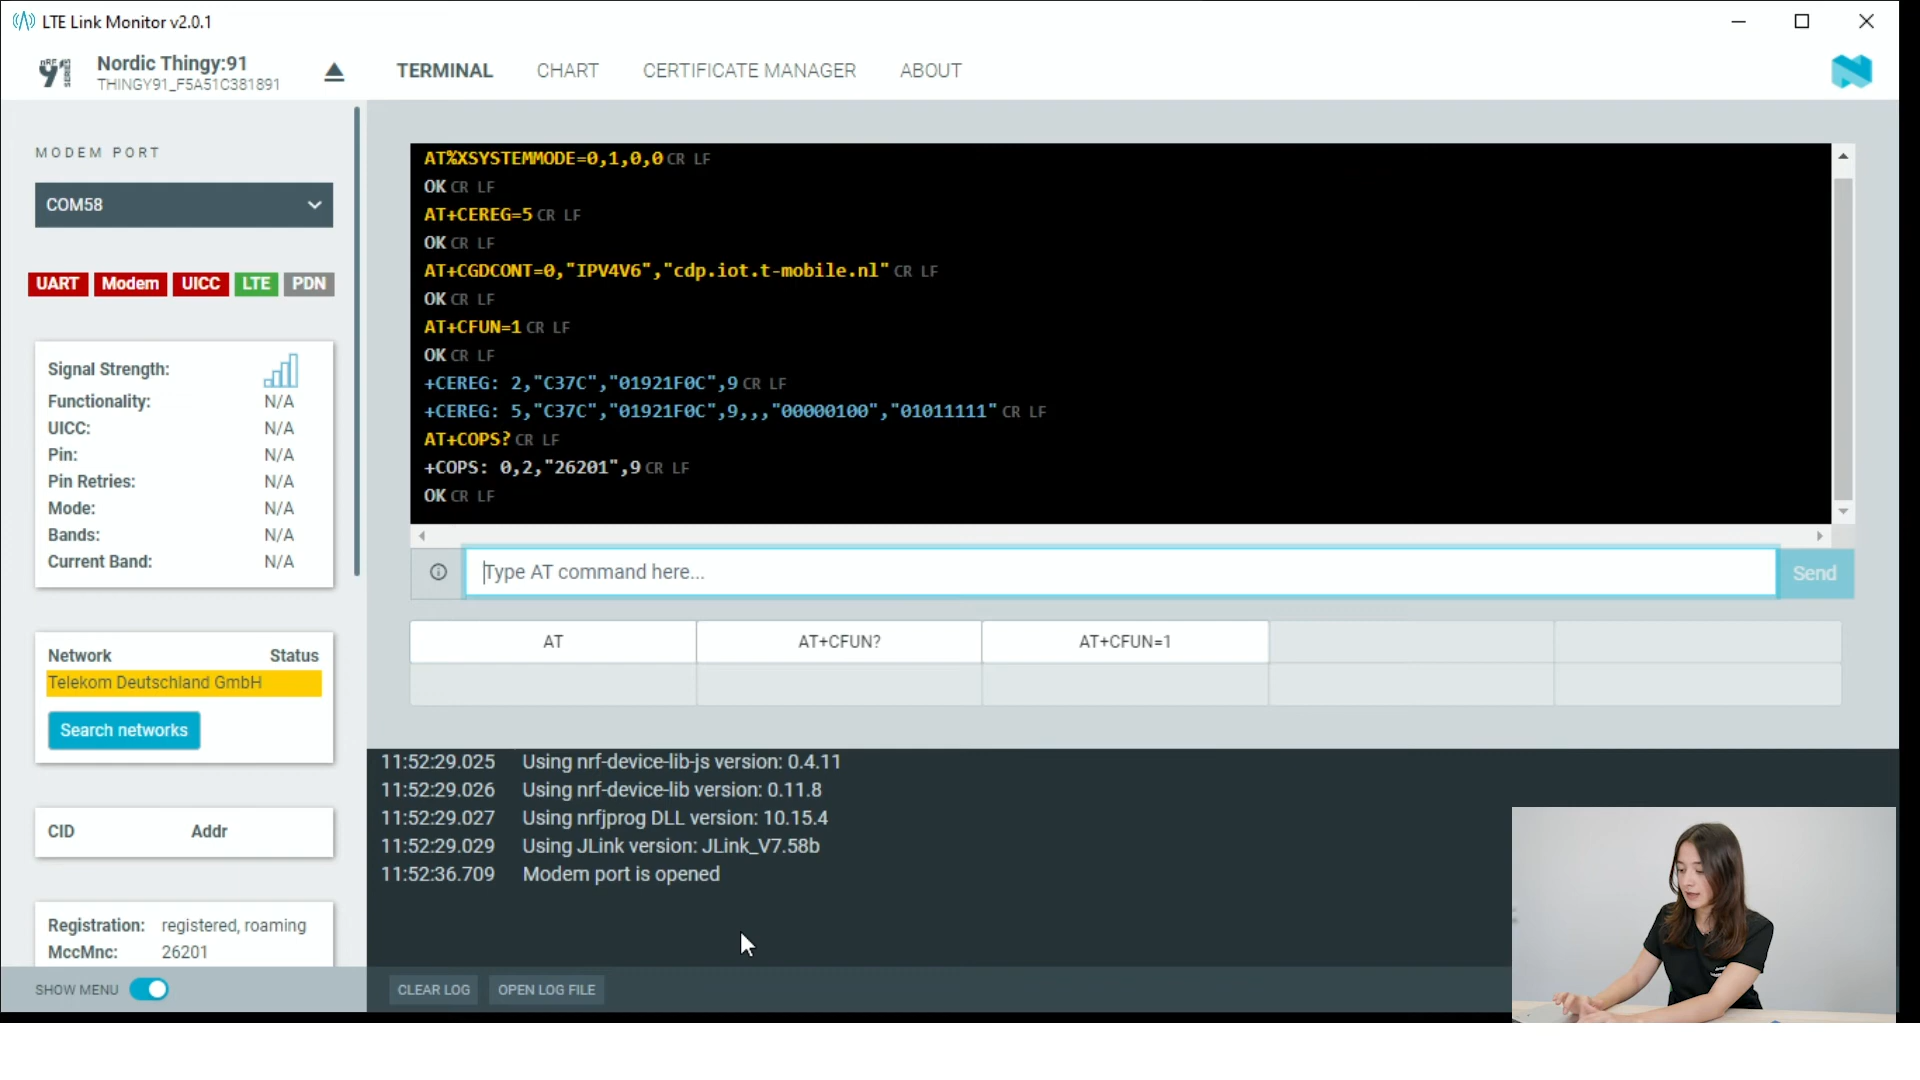 LTE Link Monitor v2.0.1
nRF 91 SERIES
Nordic Thingy:91
THINGY91_F5A51C381891
TERMINAL CHART CERTIFICATE MANAGER ABOUT
MODEM PORT
COM58
UART Modem UICC LTE PDN
Signal Strength:
Functionality: N/A
UICC: N/A
Pin: N/A
Pin Retries: N/A
Mode: N/A
Bands: N/A
Current Band: N/A
Network Status
Telekom Deutschland GmbH
Search networks
CID Addr
Registration: registered, roaming
MccMnc: 26201
SHOW MENU
AT%XSYSTEMMODE=0,1,0,0 CR LF
OK CR LF
AT+CEREG=5 CR LF
OK CR LF
AT+CGDCONT=0,"IPV4V6","cdp.iot.t-mobile.nl" CR LF
OK CR LF
AT+CFUN=1 CR LF
OK CR LF
+CEREG: 2,"C37C","01921F0C",9 CR LF
+CEREG: 5,"C37C","01921F0C",9,,,"00000100","01011111" CR LF
AT+COPS? CR LF
+COPS: 0,2,"26201",9 CR LF
OK CR LF
Type AT command here...
Send
AT AT+CFUN? AT+CFUN=1
11:52:29.025 Using nrf-device-lib-js version: 0.4.11
11:52:29.026 Using nrf-device-lib version: 0.11.8
11:52:29.027 Using nrfjprog DLL version: 10.15.4
11:52:29.029 Using JLink version: JLink_V7.58b
11:52:36.709 Modem port is opened
CLEAR LOG OPEN LOG FILE